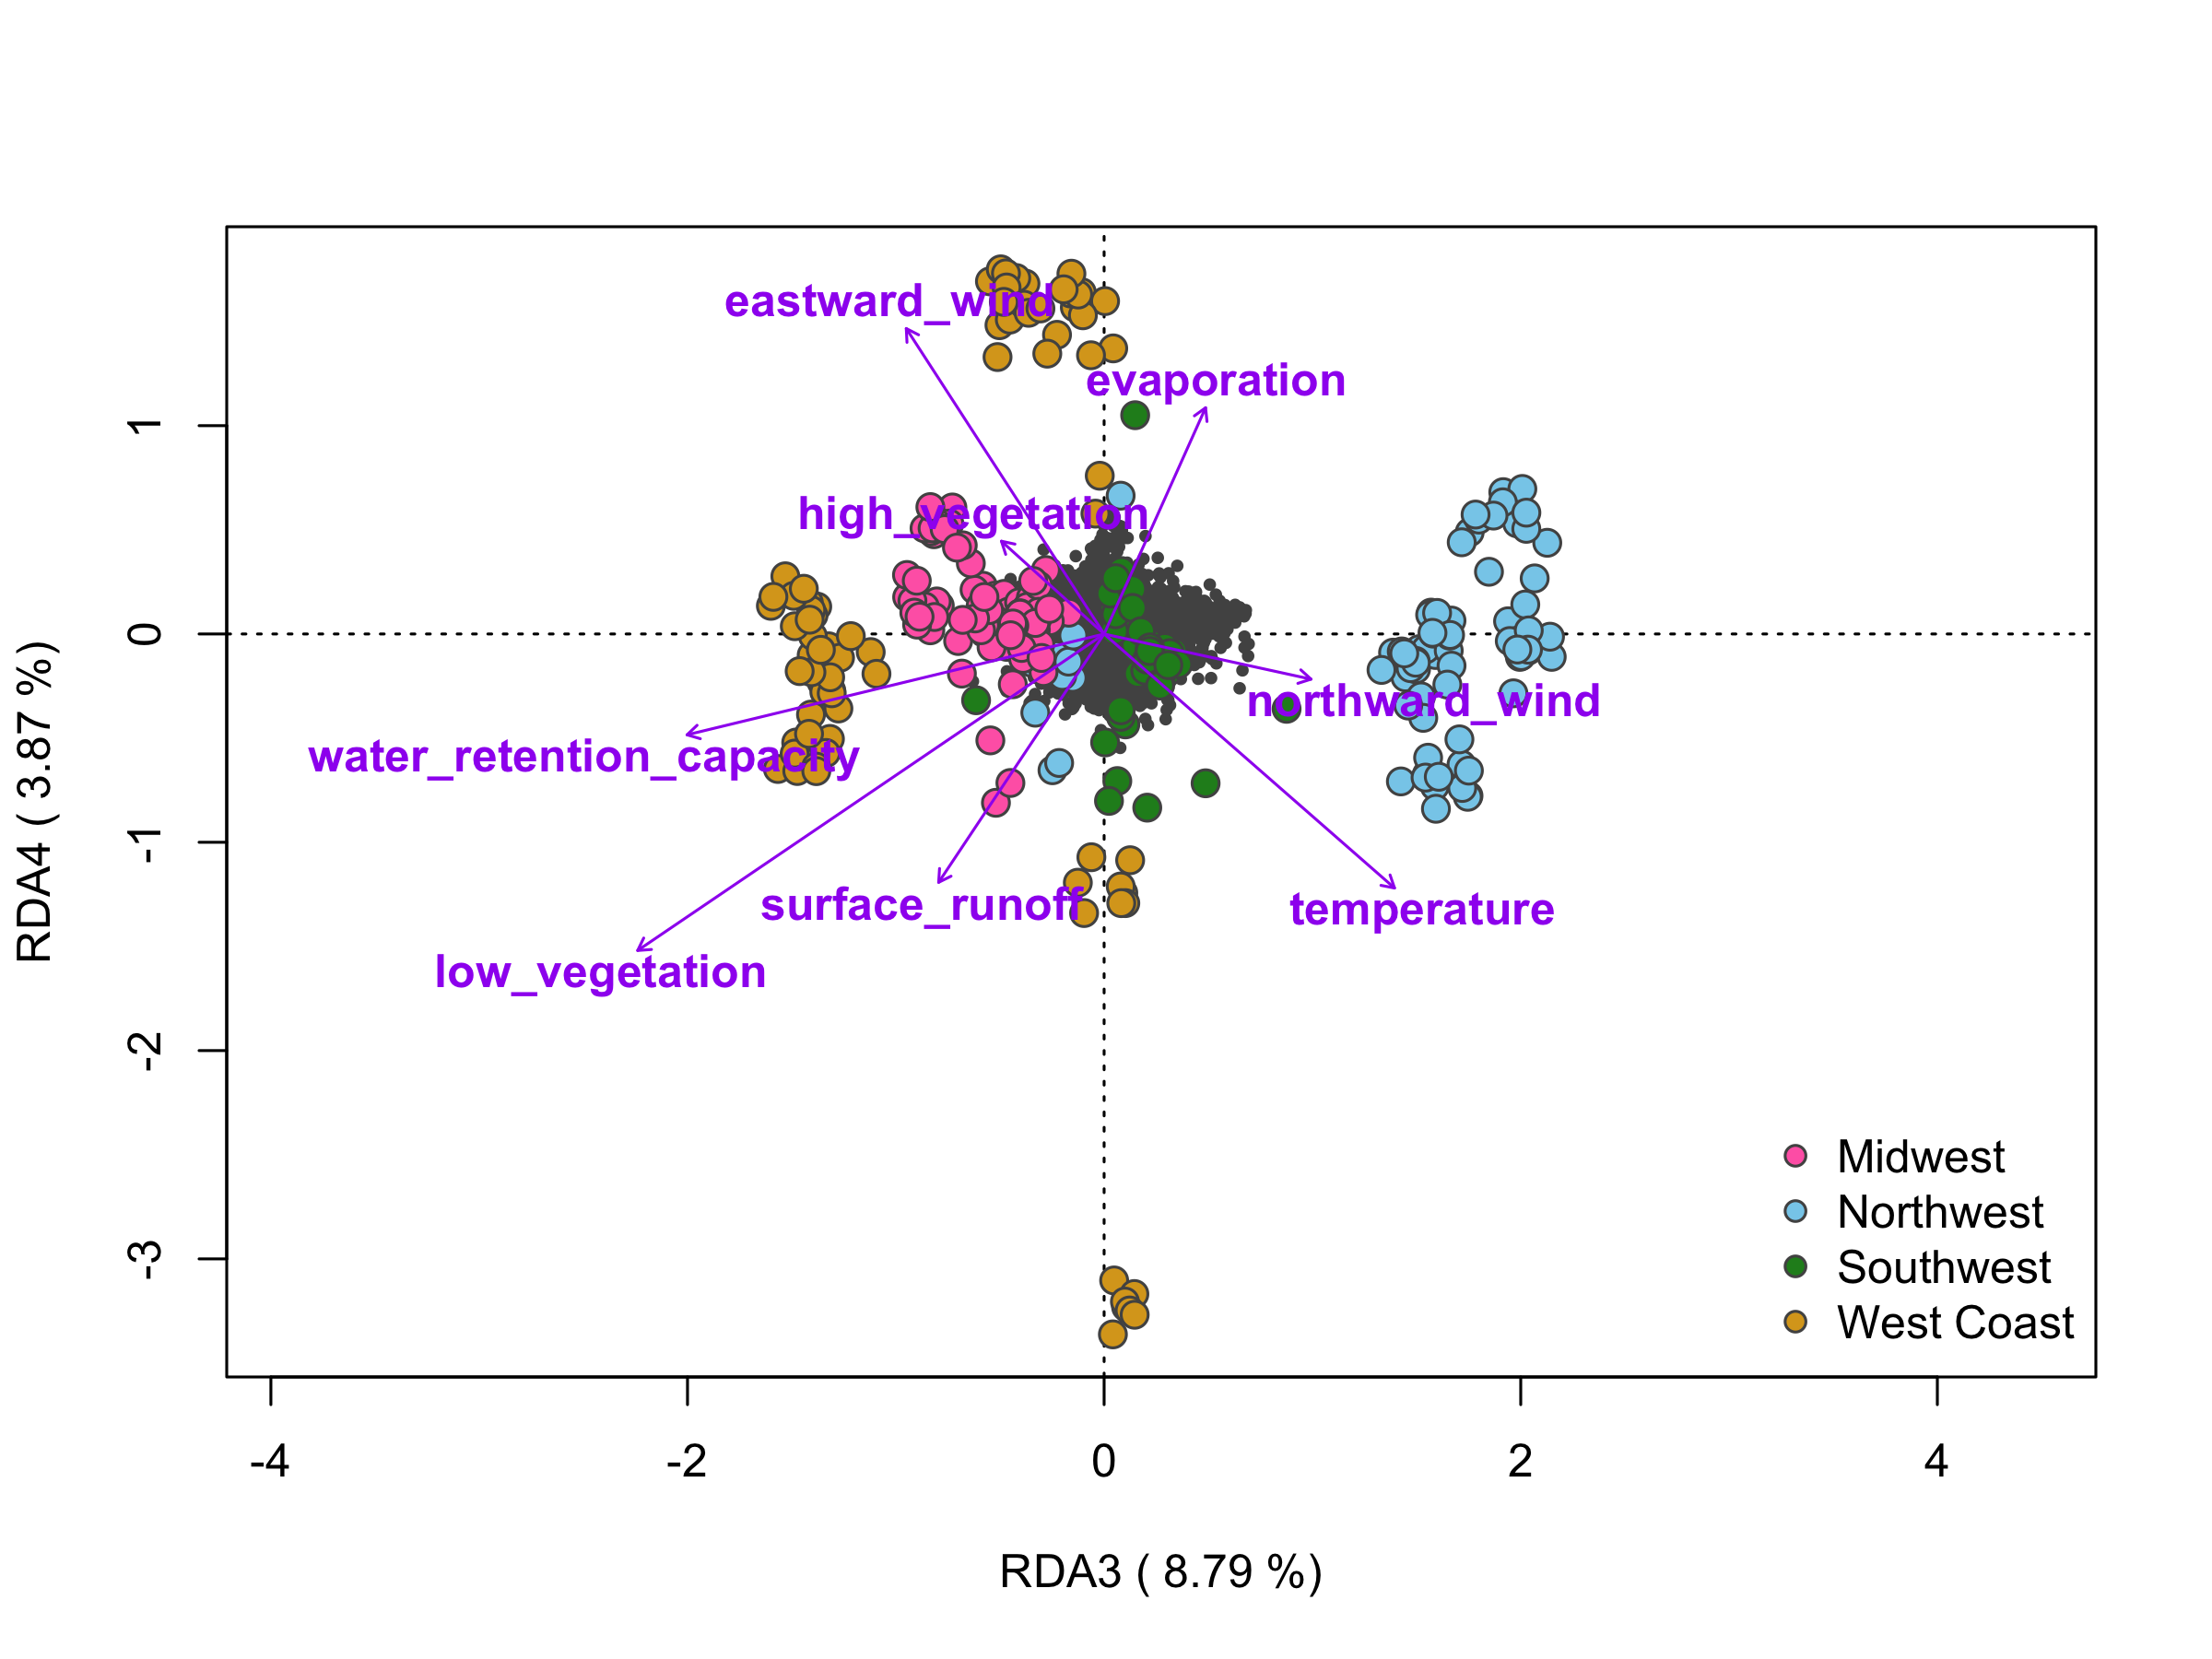 eastward_wind
evaporation
high_vegetation
northward_wind
water_retention_capacity
surface_runoff
temperature
low_vegetation
1
0
-1
-2
-3
RDA4 ( 3.87 %)
Midwest
Northwest
Southwest
West Coast
-4
-2
0
2
4
RDA3 ( 8.79 %)